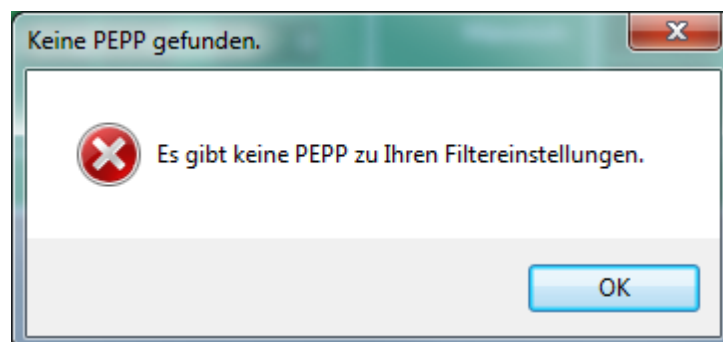 Keine PEPP gefunden.
Es gibt keine PEPP zu Ihren Filtereinstellungen.
OK